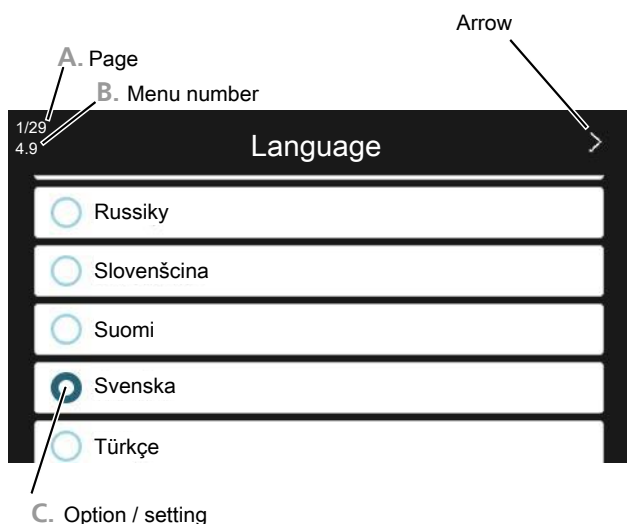 Arrow
A. Page
B. Menu number
1/29
4.9
Language
Russiky
Slovenšcina
Suomi
Svenska
Türkçe
C. Option / setting